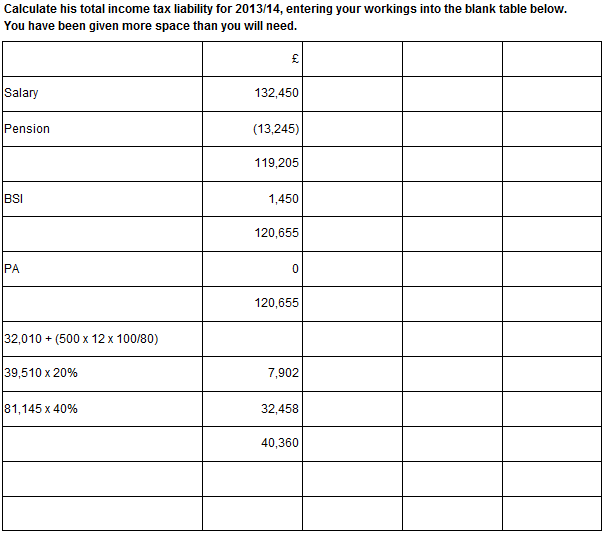 Calculate his total income tax liability for 2013/14, entering your workings into the blank table below.
You have been given more space than you will need.
£
Salary 132,450
Pension (13,245)
119,205
BSI 1,450
120,655
PA 0
120,655
32,010 + (500 x 12 x 100/80)
39,510 x 20% 7,902
81,145 x 40% 32,458
40,360